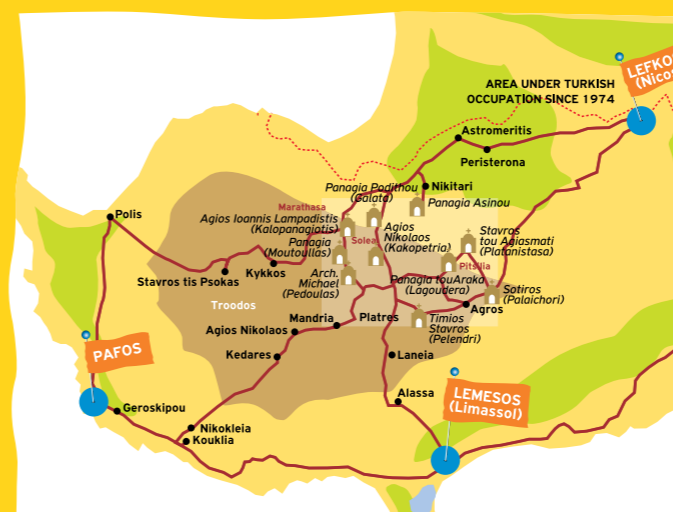 LEFKO
(Nico
AREA UNDER TURKISH
OCCUPATION SINCE 1974
Astromeritis
Peristerona
Nikitari
Panagia Podithou
(Galata)
Panagia Asinou
Marathasa
Agios Ioannis Lampadistis
(Kalopanagiotis)
Polis
Solea
Agios
Nikolaos
(Kakopetria)
Stavros
tou Agiasmati
(Platanistasa)
Panagia
(Moutoullas)
Kykkos
Stavros tis Psokas
Arch.
Michael
(Pedoulas)
Pitsilia
Panagia touAraka
(Lagoudera)
Sotiros
(Palaichori)
Troodos
Agros
Mandria
Platres
Timios
Stavros
(Pelendri)
Agios Nikolaos
Kedares
Laneia
PAFOS
Alassa
LEMESOS
(Limassol)
Geroskipou
Nikokleia
Kouklia